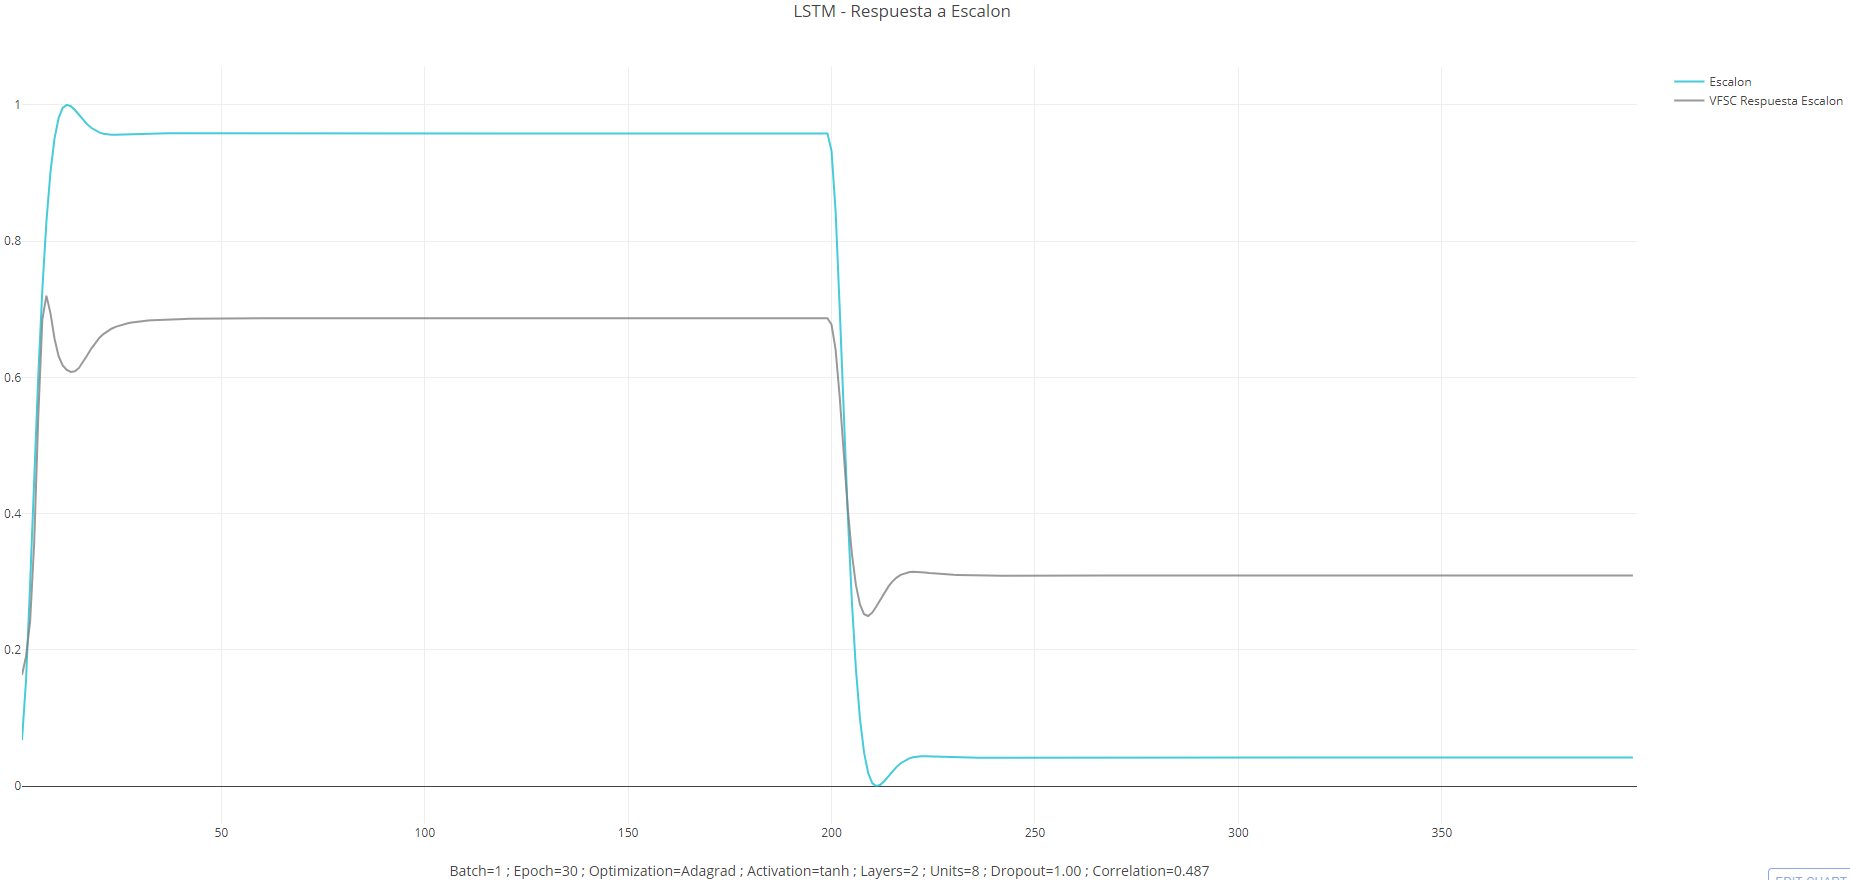 LSTM - Respuesta a Escalon
Escalon
VFSC Respuesta Escalon
1
0.8
0.6
0.4
0.2
0
50 100 150 200 250 300 350
Batch=1 ; Epoch=30 ; Optimization=Adagrad ; Activation=tanh ; Layers=2 ; Units=8 ; Dropout=1.00 ; Correlation=0.487
EDIT CHART